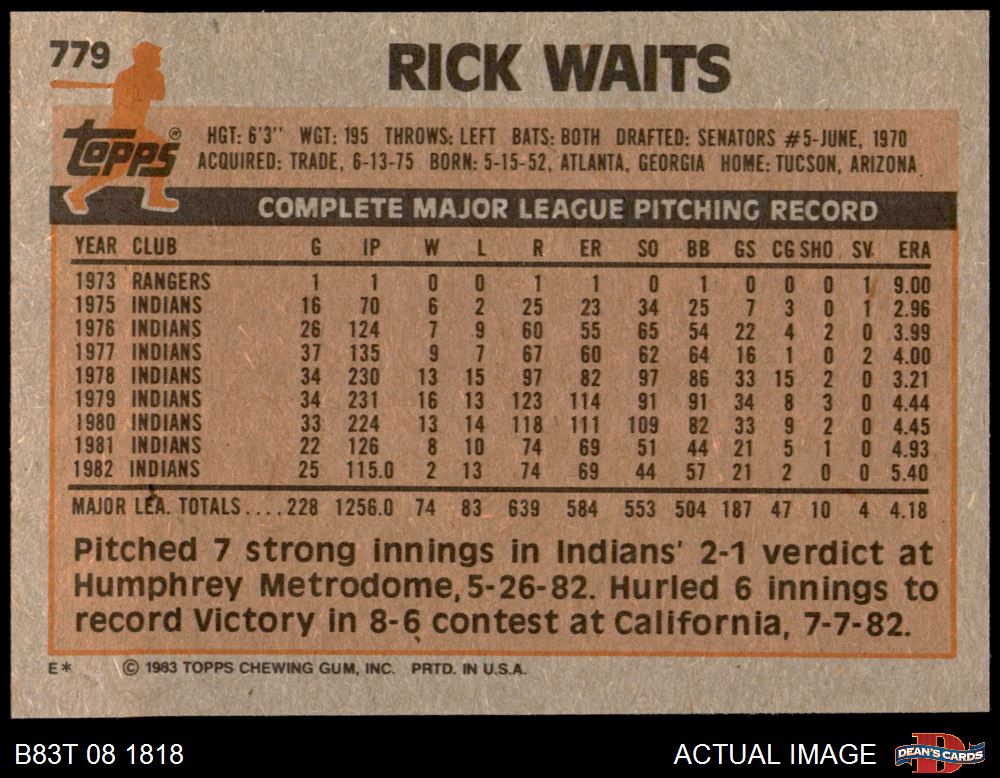 779
RICK WAITS
topps®
HGT: 6'3" WGT: 195 THROWS: LEFT BATS: BOTH DRAFTED: SENATORS #5-JUNE, 1970
ACQUIRED: TRADE, 6-13-75 BORN: 5-15-52, ATLANTA, GEORGIA HOME: TUCSON, ARIZONA
COMPLETE MAJOR LEAGUE PITCHING RECORD
YEAR CLUB G IP W L R ER SO BB GS CG SHO SV ERA
1973 RANGERS 1 1 0 0 1 1 0 1 0 0 0 1 9.00
1975 INDIANS 16 70 6 2 25 23 34 25 7 3 0 1 2.96
1976 INDIANS 26 124 7 9 60 55 65 54 22 4 2 0 3.99
1977 INDIANS 37 135 9 7 67 60 62 64 16 1 0 2 4.00
1978 INDIANS 34 230 13 15 97 82 97 86 33 15 2 0 3.21
1979 INDIANS 34 231 16 13 123 114 91 91 34 8 3 0 4.44
1980 INDIANS 33 224 13 14 118 111 109 82 33 9 2 0 4.45
1981 INDIANS 22 126 8 10 74 69 51 44 21 5 1 0 4.93
1982 INDIANS 25 115.0 2 13 74 69 44 57 21 2 0 0 5.40
MAJOR LEA. TOTALS....228 1256.0 74 83 639 584 553 504 187 47 10 4 4.18
Pitched 7 strong innings in Indians' 2-1 verdict at
Humphrey Metrodome, 5-26-82. Hurled 6 innings to
record Victory in 8-6 contest at California, 7-7-82.
E* © 1983 TOPPS CHEWING GUM, INC. PRTD. IN U.S.A.
B83T 08 1818 ACTUAL IMAGE DEAN'S CARDS